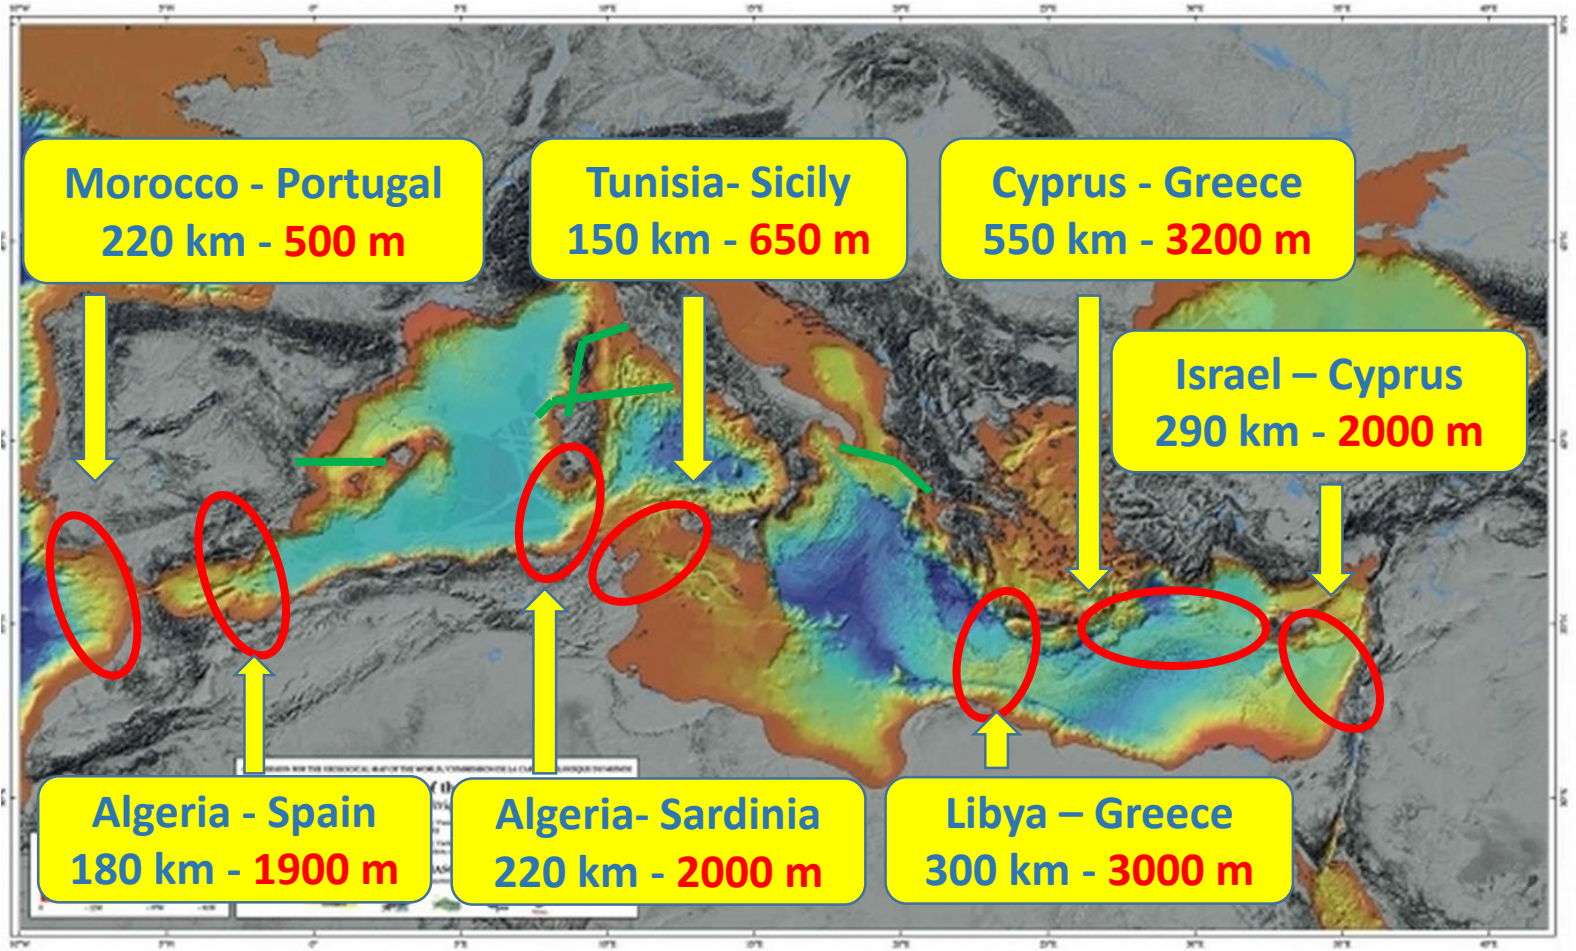 Morocco - Portugal
220 km - 500 m
Tunisia- Sicily
150 km - 650 m
Cyprus - Greece
550 km - 3200 m
Israel – Cyprus
290 km - 2000 m
Algeria - Spain
180 km - 1900 m
Algeria- Sardinia
220 km - 2000 m
Libya – Greece
300 km - 3000 m